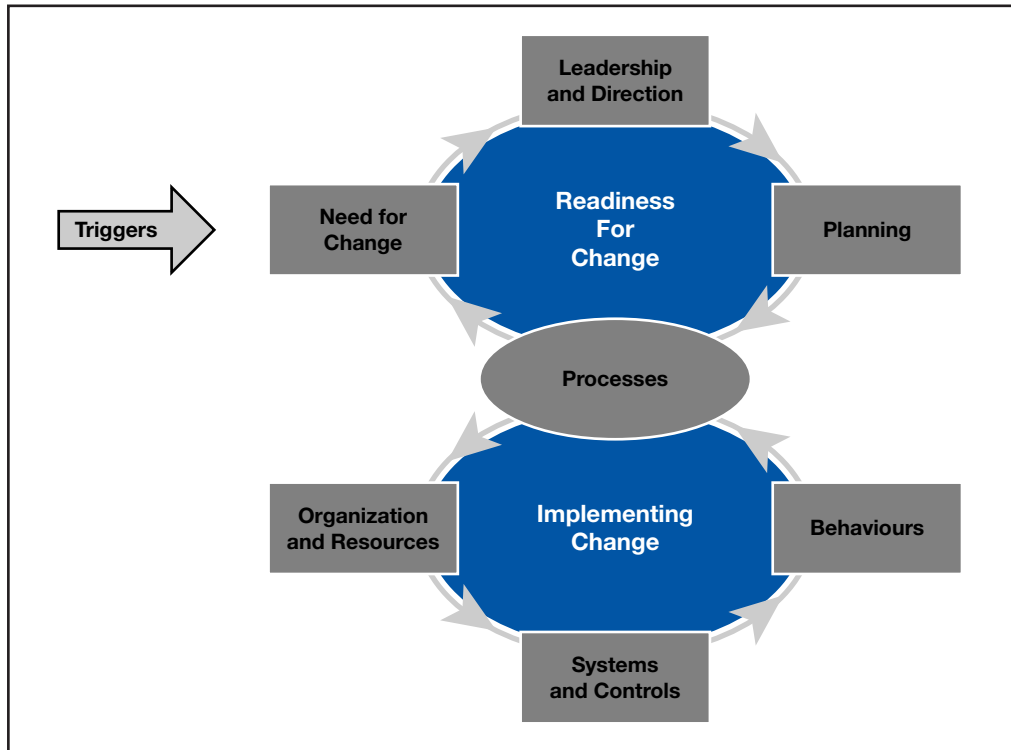 Leadership
and Direction
Triggers
Need for
Change
Readiness
For
Change
Planning
Processes
Organization
and Resources
Implementing
Change
Behaviours
Systems
and Controls